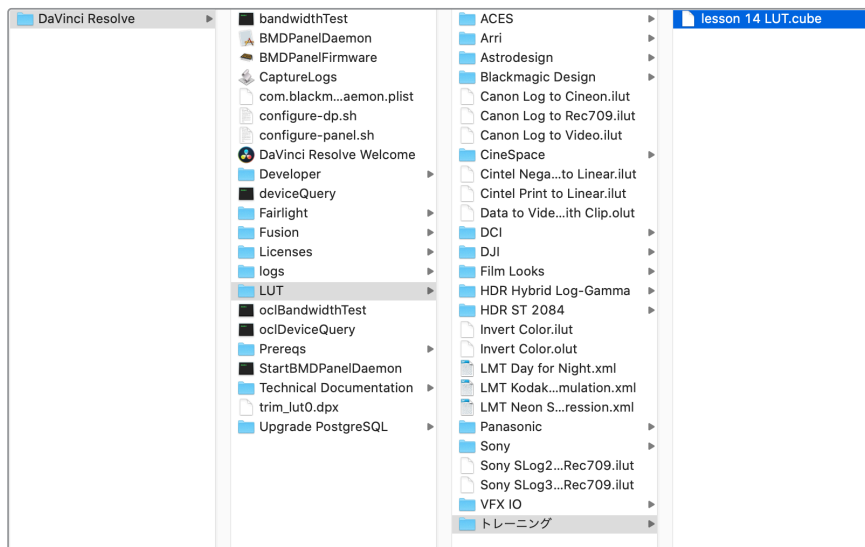 DaVinci Resolve
bandwidthTest
BMDPanelDaemon
BMDPanelFirmware
CaptureLogs
com.blackm...aemon.plist
configure-dp.sh
configure-panel.sh
DaVinci Resolve Welcome
Developer
deviceQuery
Fairlight
Fusion
Licenses
logs
LUT
oclBandwidthTest
oclDeviceQuery
Prereqs
StartBMDPanelDaemon
Technical Documentation
trim_lut0.dpx
Upgrade PostgreSQL
ACES
Arri
Astrodesign
Blackmagic Design
Canon Log to Cineon.ilut
Canon Log to Rec709.ilut
Canon Log to Video.ilut
CineSpace
Cintel Nega...to Linear.ilut
Cintel Print to Linear.ilut
Data to Vide...ith Clip.olut
DCI
DJI
Film Looks
HDR Hybrid Log-Gamma
HDR ST 2084
Invert Color.ilut
Invert Color.olut
LMT Day for Night.xml
LMT Kodak...mulation.xml
LMT Neon S...ression.xml
Panasonic
Sony
Sony SLog2...Rec709.ilut
Sony SLog3...Rec709.ilut
VFX IO
トレーニング
lesson 14 LUT.cube